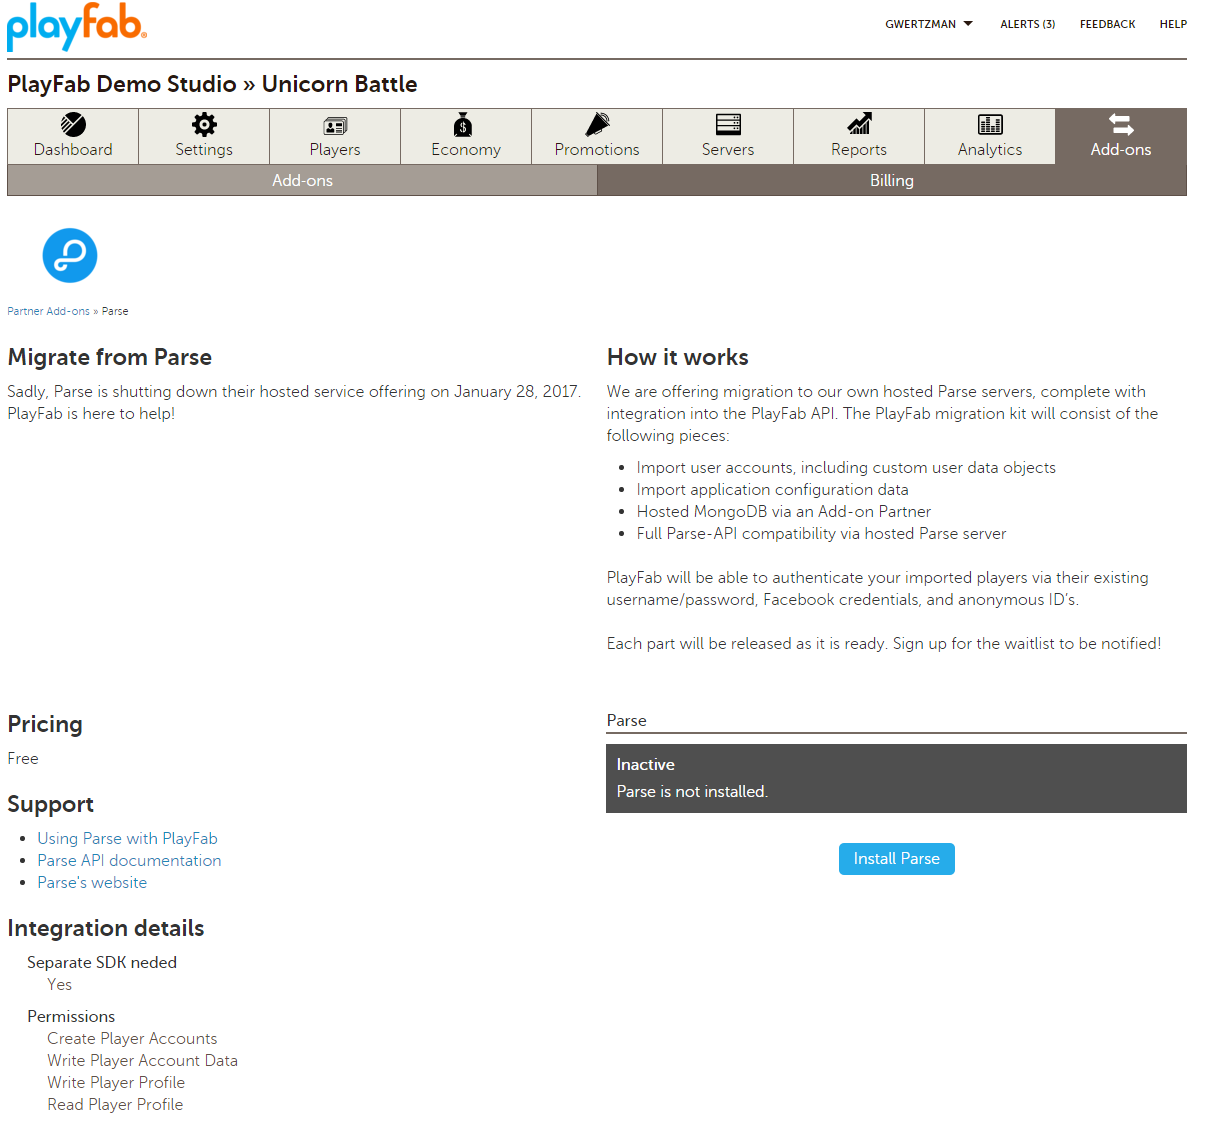 playfab
GWERTZMAN
ALERTS (3)
FEEDBACK
HELP
PlayFab Demo Studio » Unicorn Battle
Dashboard
Settings
Players
Economy
Promotions
Servers
Reports
Analytics
Add-ons
Add-ons
Billing
Partner Add-ons » Parse
Migrate from Parse
Sadly, Parse is shutting down their hosted service offering on January 28, 2017.
PlayFab is here to help!
How it works
We are offering migration to our own hosted Parse servers, complete with
integration into the PlayFab API. The PlayFab migration kit will consist of the
following pieces:
• Import user accounts, including custom user data objects
• Import application configuration data
• Hosted MongoDB via an Add-on Partner
• Full Parse-API compatibility via hosted Parse server
PlayFab will be able to authenticate your imported players via their existing
username/password, Facebook credentials, and anonymous ID's.
Each part will be released as it is ready. Sign up for the waitlist to be notified!
Pricing
Free
Support
• Using Parse with PlayFab
• Parse API documentation
• Parse's website
Integration details
Separate SDK neded
Yes
Permissions
Create Player Accounts
Write Player Account Data
Write Player Profile
Read Player Profile
Parse
Inactive
Parse is not installed.
Install Parse